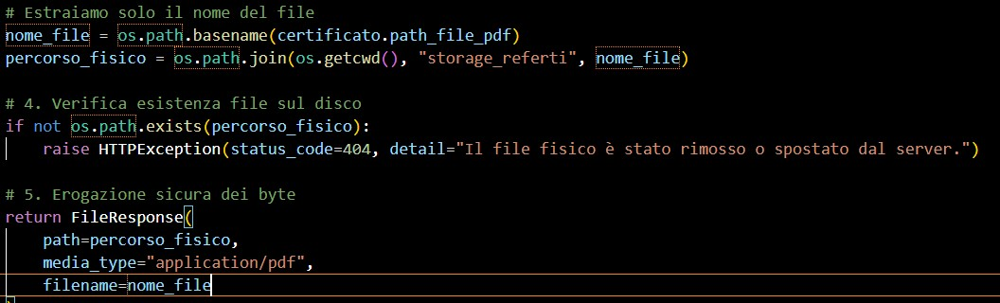 # Estraiamo solo il nome del file
nome_file = os.path.basename(certificato.path_file_pdf)
percorso_fisico = os.path.join(os.getcwd(), "storage_referti", nome_file)
# 4. Verifica esistenza file sul disco
if not os.path.exists(percorso_fisico):
    raise HTTPException(status_code=404, detail="Il file fisico è stato rimosso o spostato dal server.")
# 5. Erogazione sicura dei byte
return FileResponse(
    path=percorso_fisico,
    media_type="application/pdf",
    filename=nome_file